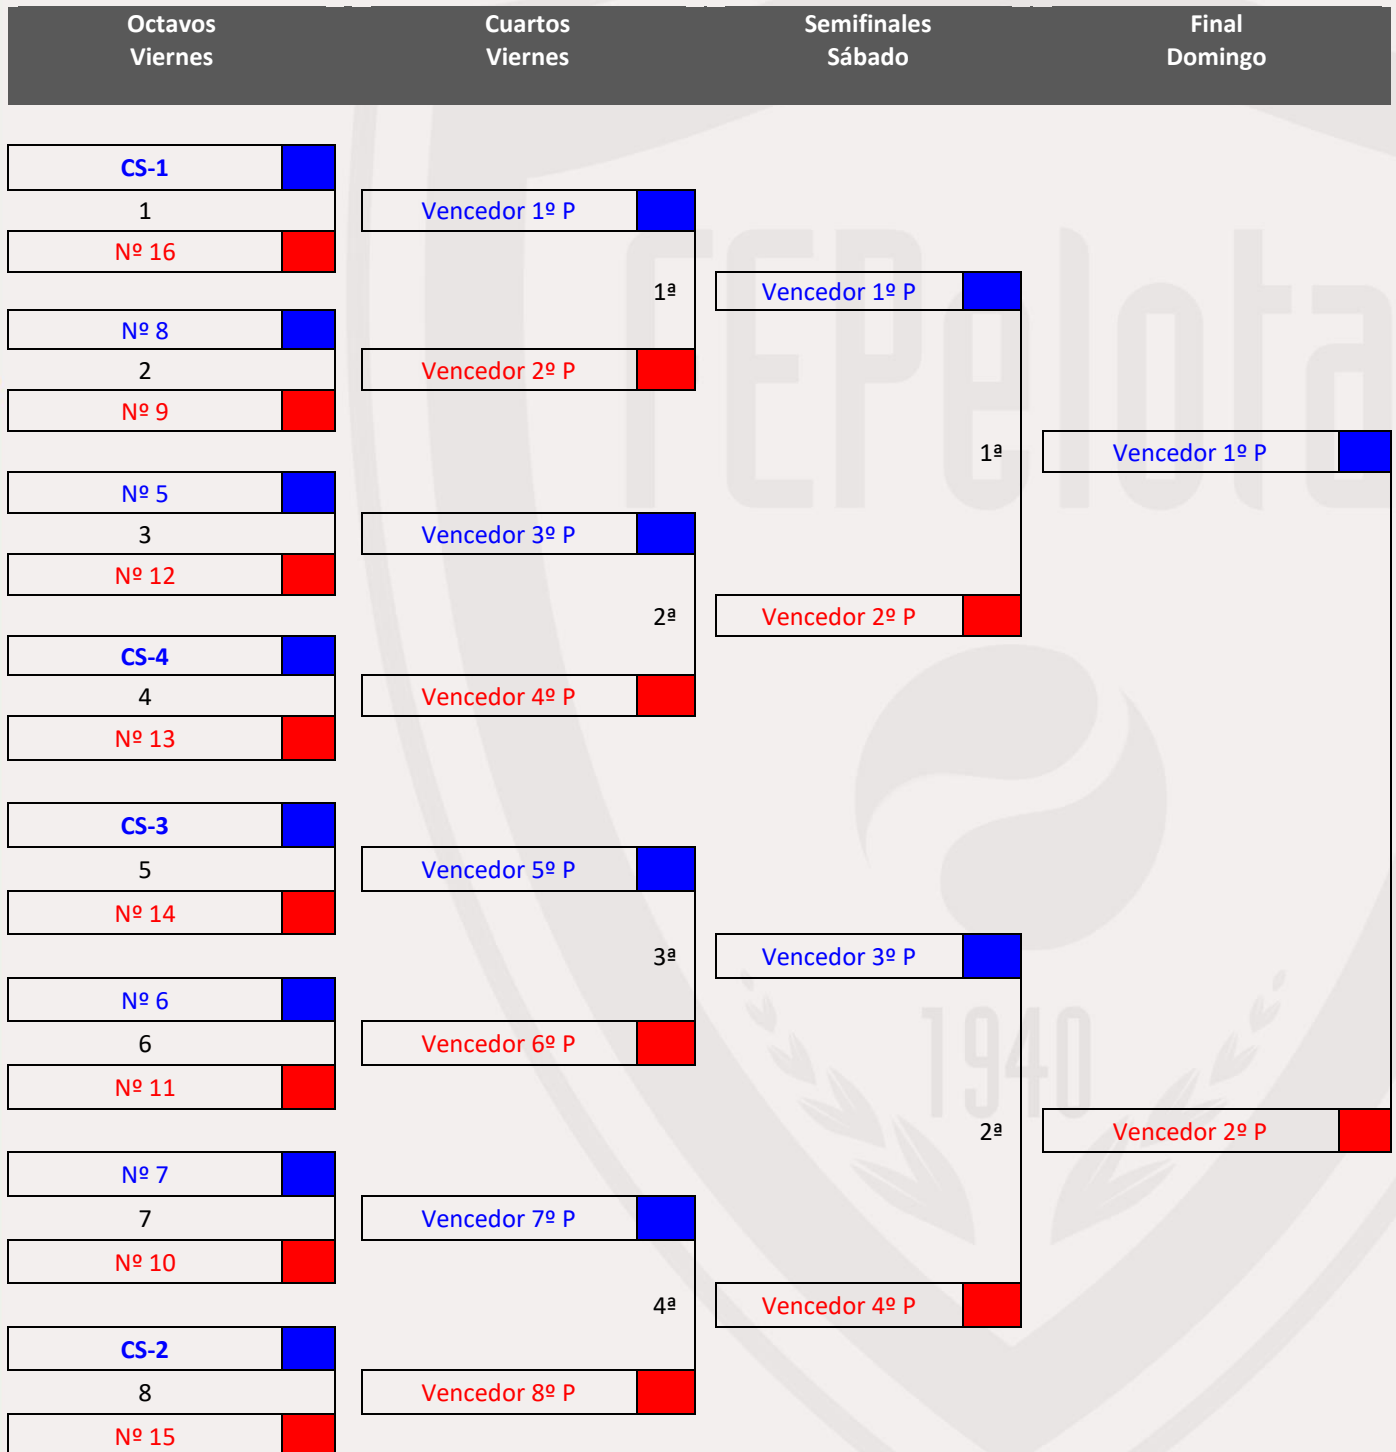 Octavos
Viernes
Cuartos
Viernes
Semifinales
Sábado
Final
Domingo
CS-1
1
Nº 16
Nº 8
2
Nº 9
Nº 5
3
Nº 12
CS-4
4
Nº 13
CS-3
5
Nº 14
Nº 6
6
Nº 11
Nº 7
7
Nº 10
CS-2
8
Nº 15
Vencedor 1º P
1ª
Vencedor 2º P
Vencedor 3º P
2ª
Vencedor 4º P
Vencedor 5º P
3ª
Vencedor 6º P
Vencedor 7º P
4ª
Vencedor 8º P
Vencedor 1º P
1ª
Vencedor 2º P
Vencedor 3º P
2ª
Vencedor 4º P
Vencedor 1º P
Vencedor 2º P
FEPelota
1940